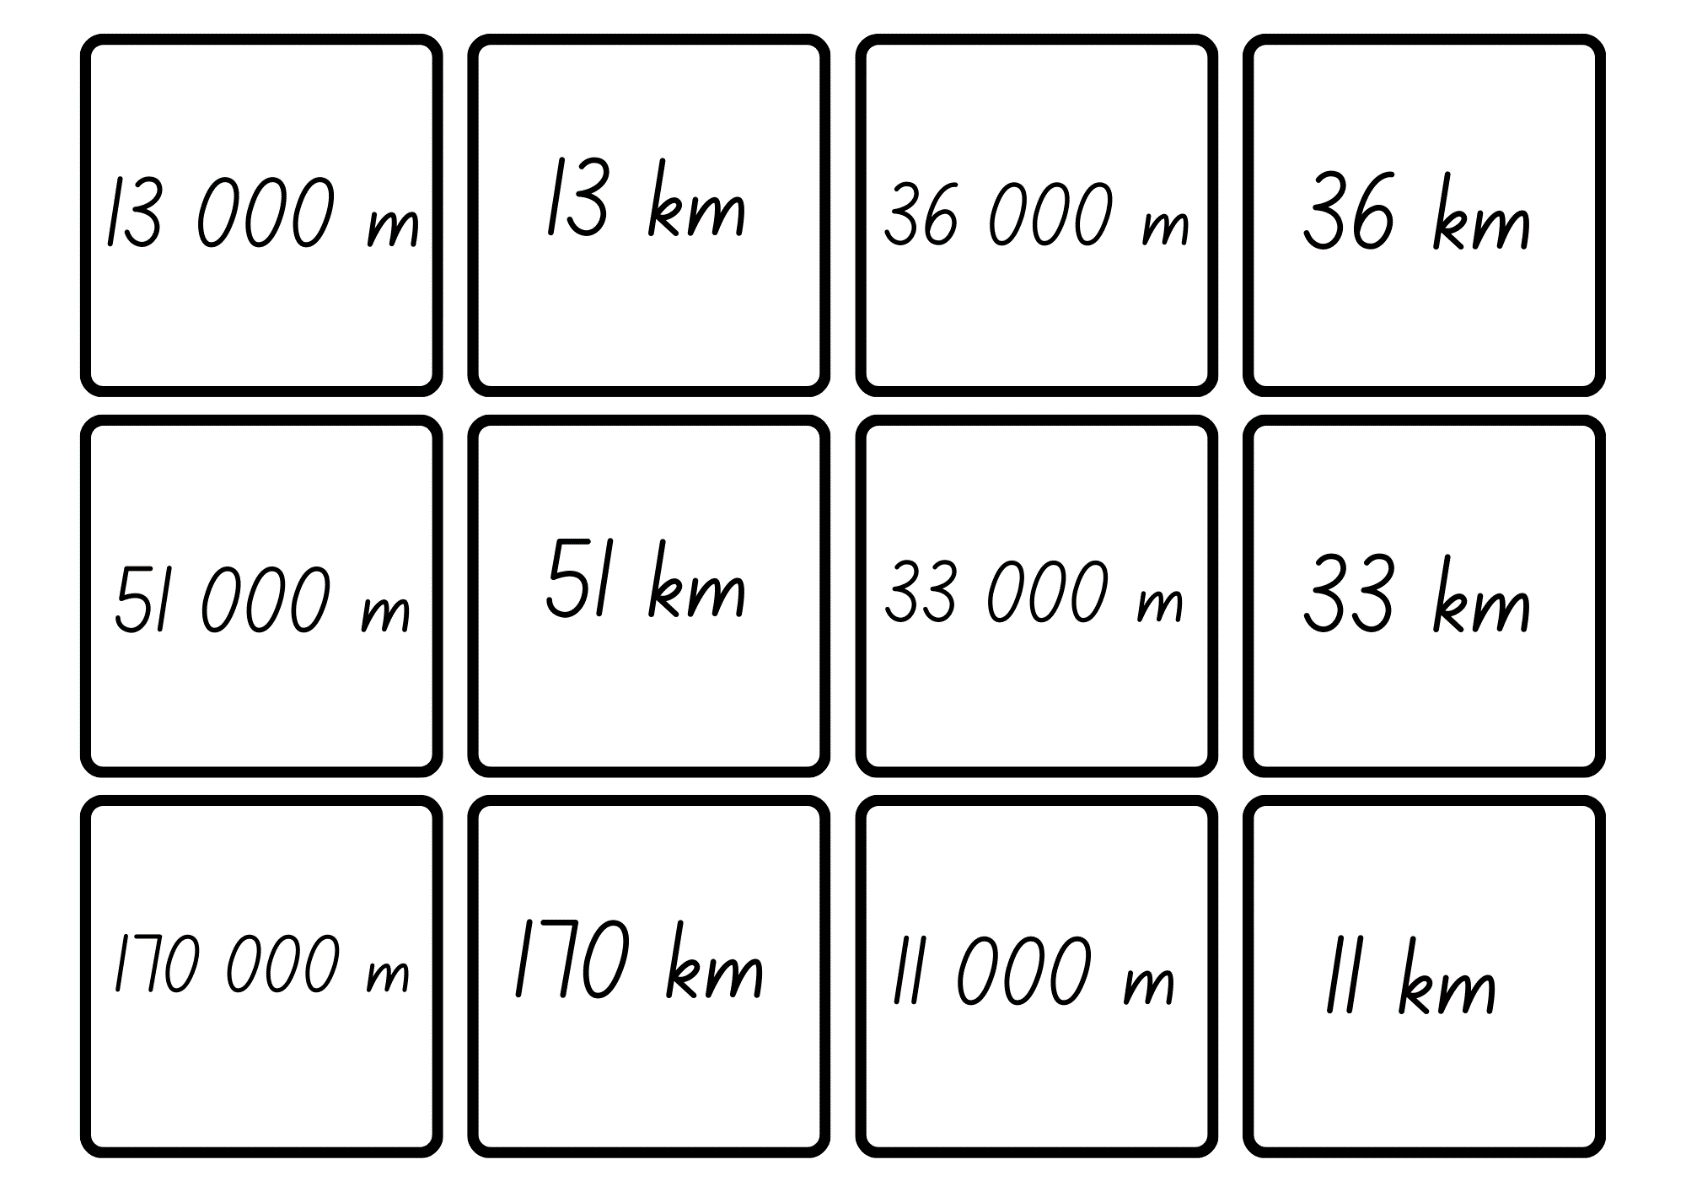 13 000 m
13 km
36 000 m
36 km
51 000 m
51 km
33 000 m
33 km
170 000 m
170 km
11 000 m
11 km